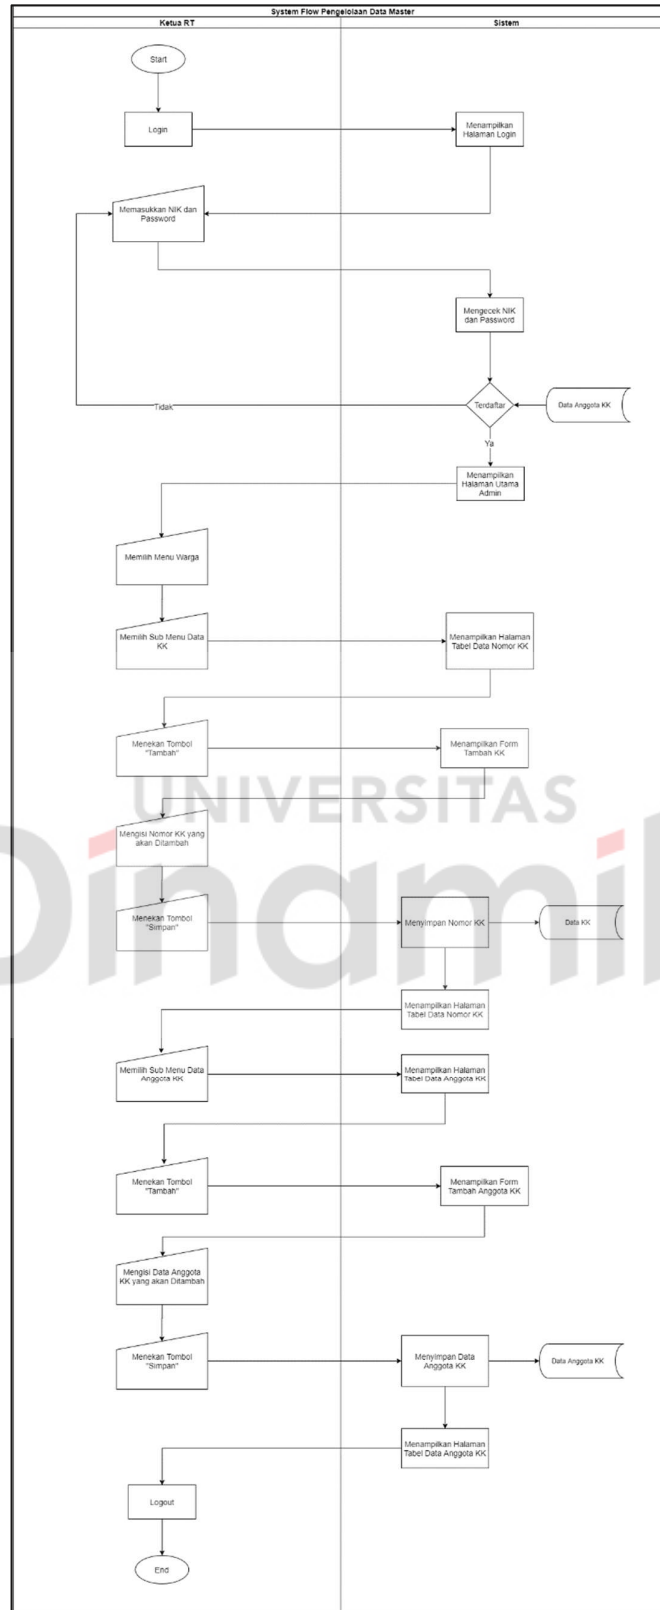 System Flow Pengelolaan Data Master
Ketua RT
Sistem
Start
Login
Menampilkan
Halaman Login
Memasukkan NIK dan
Password
Mengecek NIK
dan Password
Terdaftar
Data Anggota KK
Tidak
Ya
Menampilkan
Halaman Utama
Admin
Memilih Menu Warga
Memilih Sub Menu Data
KK
Menampilkan Halaman
Tabel Data Nomor KK
Menekan Tombol
"Tambah"
Menampilkan Form
Tambah KK
UNIVERSITAS
Mengisi Nomor KK yang
akan Ditambah
Dinamik
Menekan Tombol
"Simpan"
Menyimpan Nomor KK
Data KK
Menampilkan Halaman
Tabel Data Nomor KK
Memilih Sub Menu Data
Anggota KK
Menampilkan Halaman
Tabel Data Anggota KK
Menekan Tombol
"Tambah"
Menampilkan Form
Tambah Anggota KK
Mengisi Data Anggota
KK yang akan Ditambah
Menekan Tombol
"Simpan"
Menyimpan Data
Anggota KK
Data Anggota KK
Menampilkan Halaman
Tabel Data Anggota KK
Logout
End